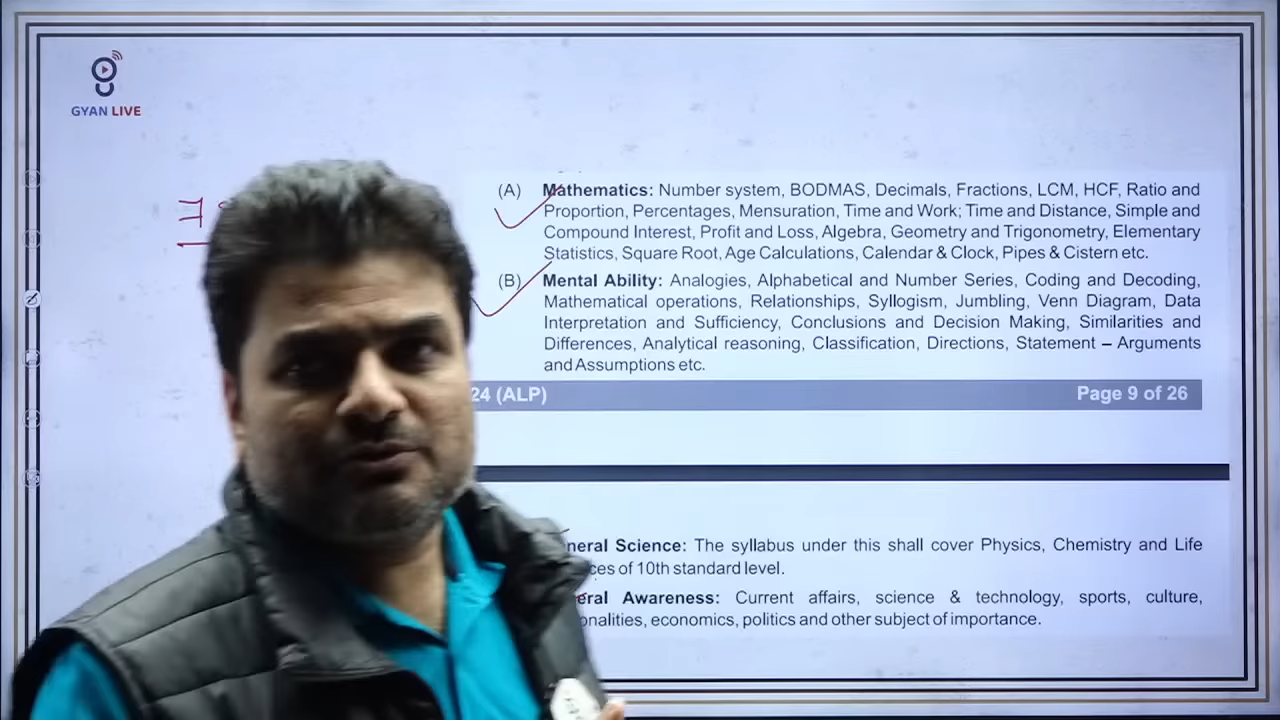 GYAN LIVE
(A) Mathematics: Number system, BODMAS, Decimals, Fractions, LCM, HCF, Ratio and
Proportion, Percentages, Mensuration, Time and Work; Time and Distance, Simple and
Compound Interest, Profit and Loss, Algebra, Geometry and Trigonometry, Elementary
Statistics, Square Root, Age Calculations, Calendar & Clock, Pipes & Cistern etc.
(B) Mental Ability: Analogies, Alphabetical and Number Series, Coding and Decoding,
Mathematical operations, Relationships, Syllogism, Jumbling, Venn Diagram, Data
Interpretation and Sufficiency, Conclusions and Decision Making, Similarities and
Differences, Analytical reasoning, Classification, Directions, Statement – Arguments
and Assumptions etc.
24 (ALP) Page 9 of 26
neral Science: The syllabus under this shall cover Physics, Chemistry and Life
ces of 10th standard level.
eral Awareness: Current affairs, science & technology, sports, culture,
onalities, economics, politics and other subject of importance.